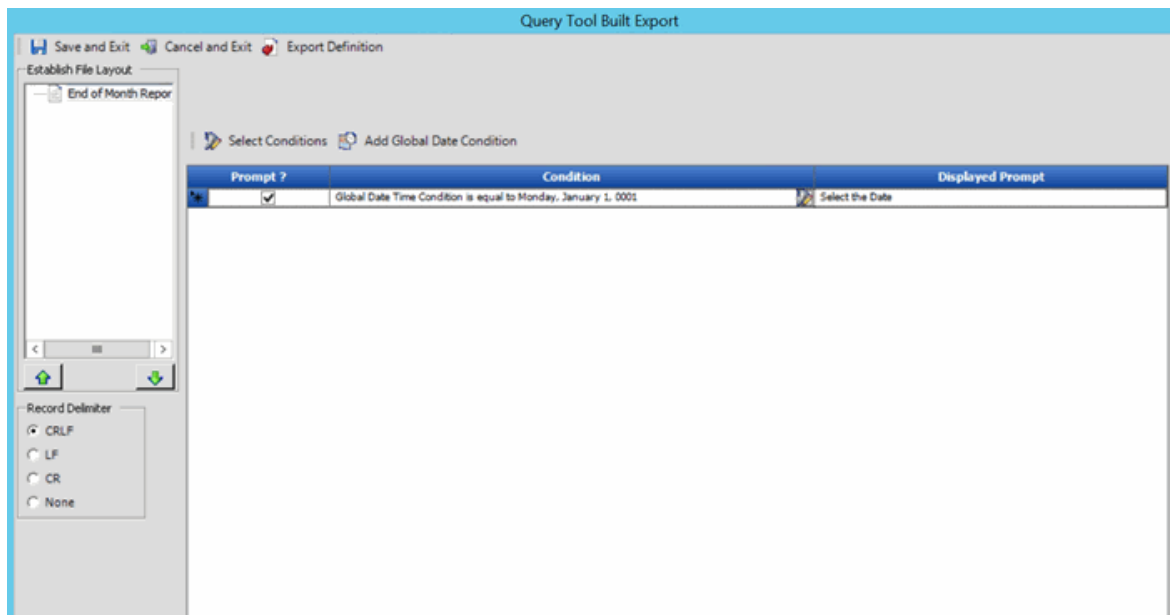 Query Tool Built Export
Save and Exit Cancel and Exit Export Definition
Establish File Layout
End of Month Repor
Select Conditions Add Global Date Condition
Prompt ? Condition Displayed Prompt
Global Date Time Condition is equal to Monday, January 1, 0001 Select the Date
Record Delimiter
CRLF
LF
CR
None